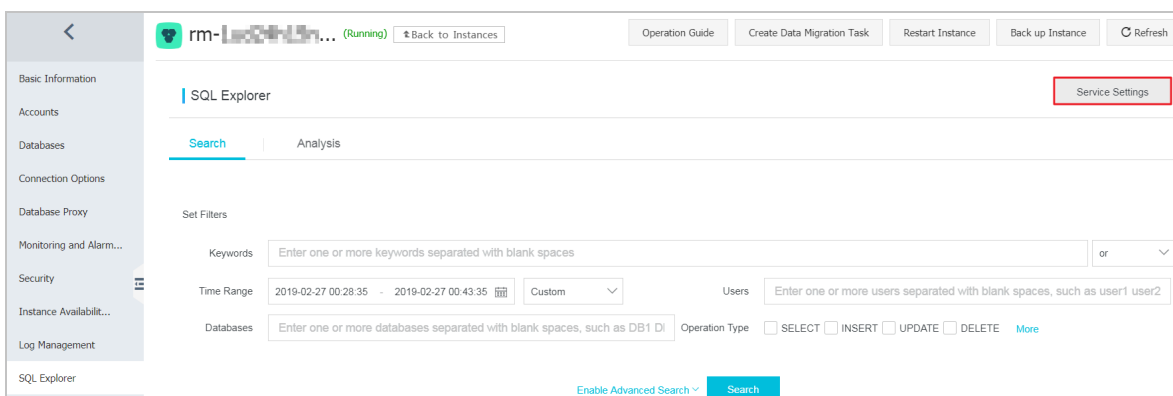 rm- ... (Running) Back to Instances Operation Guide Create Data Migration Task Restart Instance Back up Instance Refresh
Basic Information
Accounts
Databases
Connection Options
Database Proxy
Monitoring and Alarm...
Security
Instance Availabilit...
Log Management
SQL Explorer
SQL Explorer Service Settings
Search Analysis
Set Filters
Keywords Enter one or more keywords separated with blank spaces or
Time Range 2019-02-27 00:28:35 - 2019-02-27 00:43:35 Custom Users Enter one or more users separated with blank spaces, such as user1 user2
Databases Enter one or more databases separated with blank spaces, such as DB1 Operation Type SELECT INSERT UPDATE DELETE More
Enable Advanced Search Search